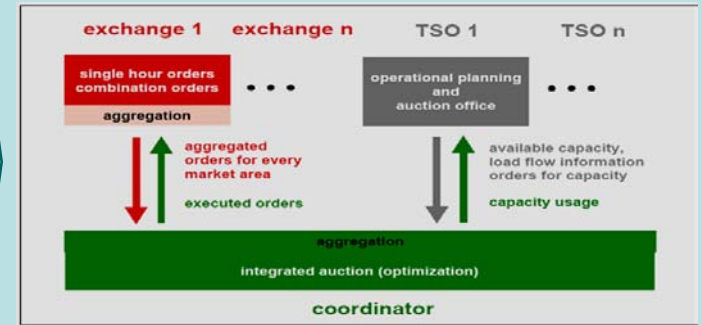 exchange 1
exchange n
TSO 1
TSO n
single hour orders
combination orders
aggregation
• • •
operational planning
and
auction office
• • •
aggregated
orders for every
market area
executed orders
available capacity,
load flow information
orders for capacity
capacity usage
aggregation
integrated auction (optimization)
coordinator